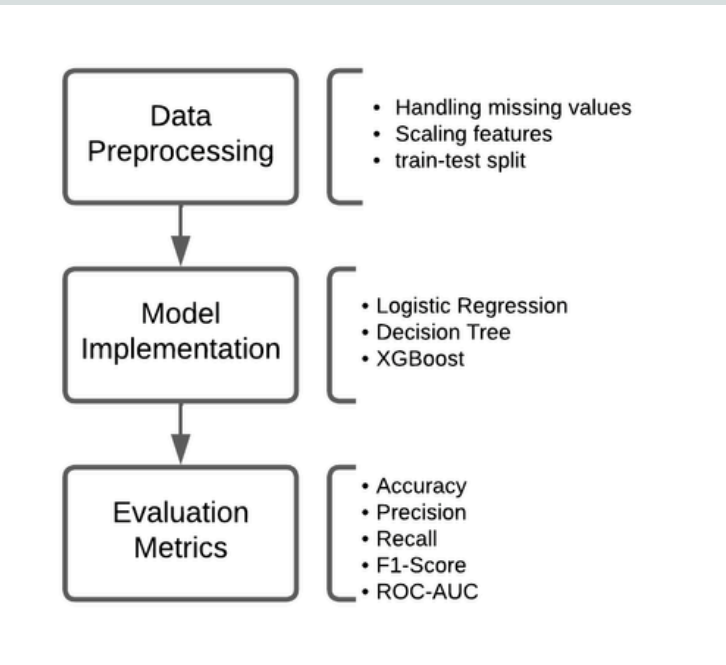 Data
Preprocessing
• Handling missing values
• Scaling features
• train-test split
Model
Implementation
• Logistic Regression
• Decision Tree
• XGBoost
Evaluation
Metrics
• Accuracy
• Precision
• Recall
• F1-Score
• ROC-AUC